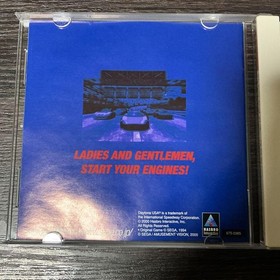 LADIES AND GENTLEMEN,
START YOUR ENGINES!
Daytona USA® is a trademark of
the International Speedway Corporation,
© 2000 Hasbro Interactive, Inc.
All Rights Reserved.
• Original Game © SEGA, 1994
© SEGA / AMUSEMENT VISION, 2000
HASBRO